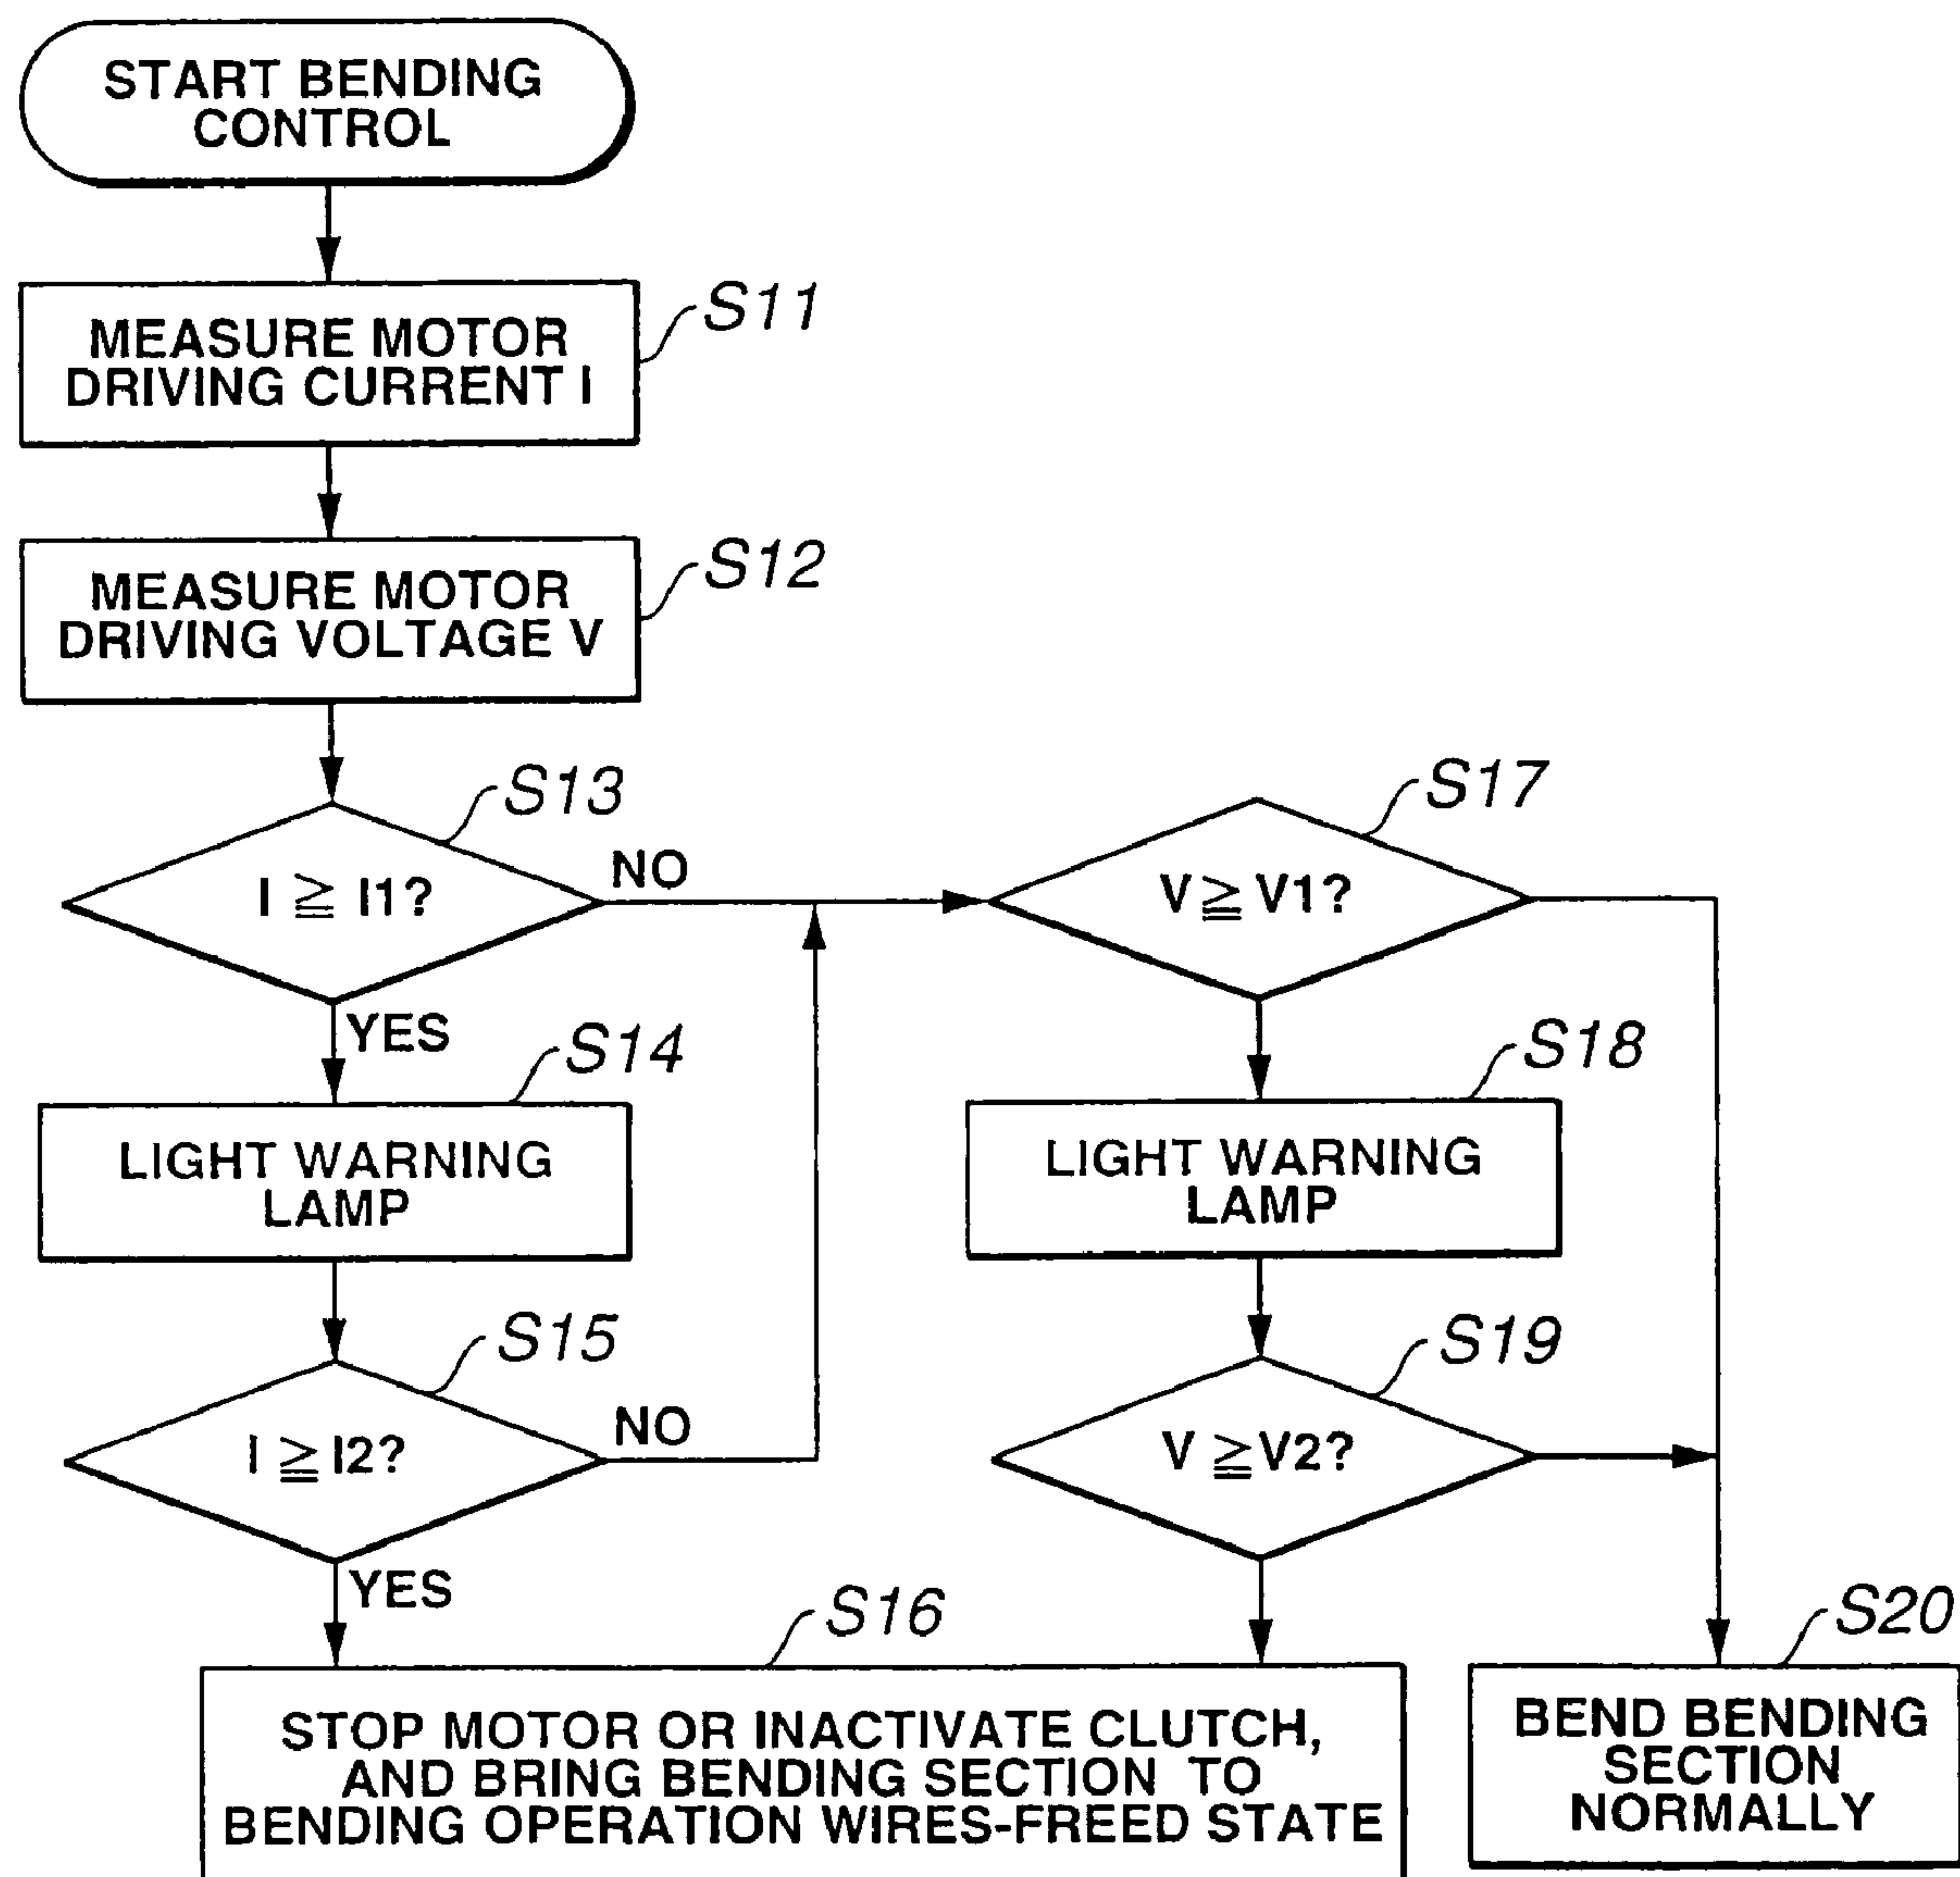 START BENDING
CONTROL
S11
MEASURE MOTOR
DRIVING CURRENT I
S12
MEASURE MOTOR
DRIVING VOLTAGE V
S13
I ≧ I1?
NO
YES
S14
LIGHT WARNING
LAMP
S15
I ≧ I2?
NO
YES
S17
V ≧ V1?
S18
LIGHT WARNING
LAMP
S19
V ≧ V2?
S16
STOP MOTOR OR INACTIVATE CLUTCH,
AND BRING BENDING SECTION TO
BENDING OPERATION WIRES-FREED STATE
S20
BEND BENDING
SECTION
NORMALLY